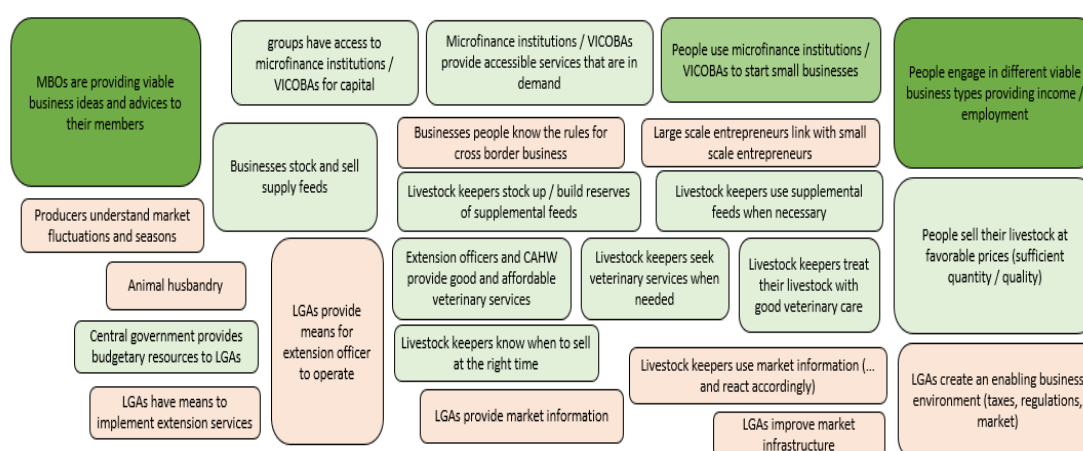 MBOs are providing viable
business ideas and advices to
their members
groups have access to
microfinance institutions /
VICOBAs for capital
Microfinance institutions / VICOBAs
provide accessible services that are in
demand
People use microfinance institutions /
VICOBAs to start small businesses
People engage in different viable
business types providing income /
employment
Businesses stock and sell
supply feeds
Businesses people know the rules for
cross border business
Large scale entrepreneurs link with small
scale entrepreneurs
Livestock keepers stock up / build reserves
of supplemental feeds
Livestock keepers use supplemental
feeds when necessary
Producers understand market
fluctuations and seasons
People sell their livestock at
favorable prices (sufficient
quantity / quality)
Animal husbandry
LGAs provide
means for
extension officer
to operate
Extension officers and CAHW
provide good and affordable
veterinary services
Livestock keepers seek
veterinary services when
needed
Livestock keepers treat
their livestock with
good veterinary care
Central government provides
budgetary resources to LGAs
Livestock keepers know when to sell
at the right time
Livestock keepers use market information (...
and react accordingly)
LGAs create an enabling business
environment (taxes, regulations,
market)
LGAs have means to
implement extension services
LGAs provide market information
LGAs improve market
infrastructure